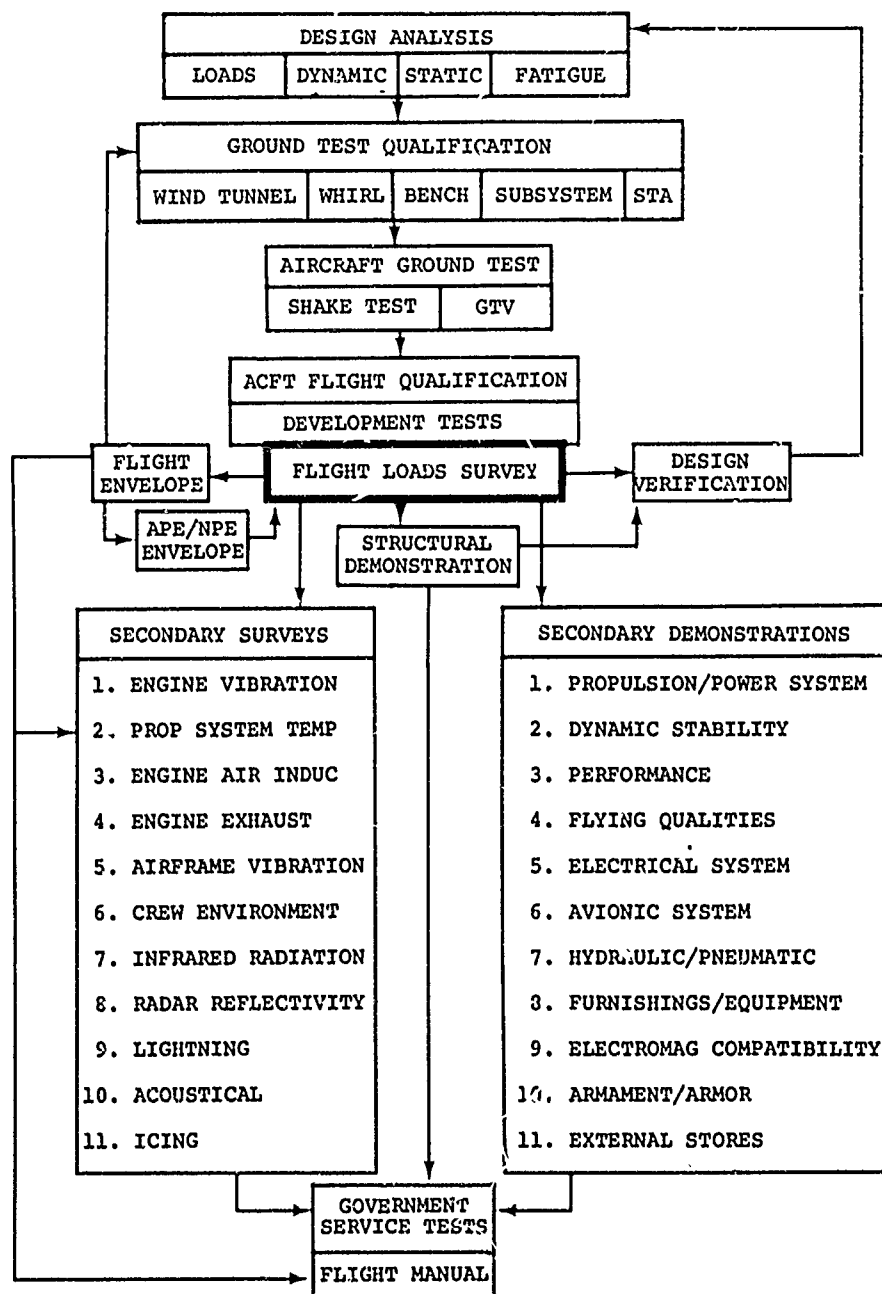 DESIGN ANALYSIS
LOADS DYNAMIC STATIC FATIGUE
GROUND TEST QUALIFICATION
WIND TUNNEL WHIRL BENCH SUBSYSTEM STA
AIRCRAFT GROUND TEST
SHAKE TEST GTV
ACFT FLIGHT QUALIFICATION
DEVELOPMENT TESTS
FLIGHT
ENVELOPE
FLIGHT LOADS SURVEY
DESIGN
VERIFICATION
APE/NPE
ENVELOPE
STRUCTURAL
DEMONSTRATION
SECONDARY SURVEYS
1. ENGINE VIBRATION
2. PROP SYSTEM TEMP
3. ENGINE AIR INDUC
4. ENGINE EXHAUST
5. AIRFRAME VIBRATION
6. CREW ENVIRONMENT
7. INFRARED RADIATION
8. RADAR REFLECTIVITY
9. LIGHTNING
10. ACOUSTICAL
11. ICING
SECONDARY DEMONSTRATIONS
1. PROPULSION/POWER SYSTEM
2. DYNAMIC STABILITY
3. PERFORMANCE
4. FLYING QUALITIES
5. ELECTRICAL SYSTEM
6. AVIONIC SYSTEM
7. HYDRAULIC/PNEUMATIC
8. FURNISHINGS/EQUIPMENT
9. ELECTROMAG COMPATIBILITY
10. ARMAMENT/ARMOR
11. EXTERNAL STORES
GOVERNMENT
SERVICE TESTS
FLIGHT MANUAL